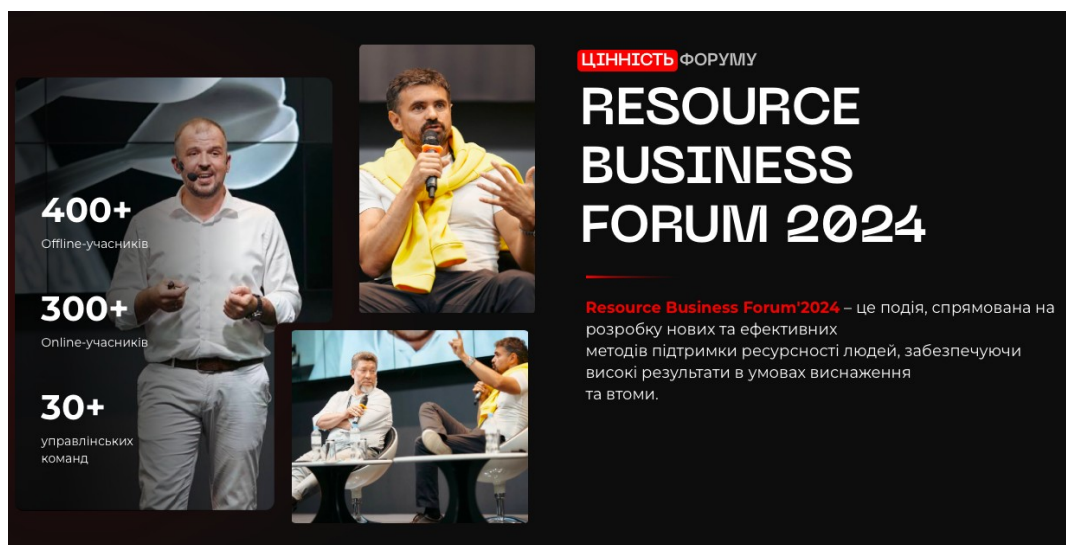 400+
Offline-учасників
300+
Online-учасників
30+
управлінських
команд
ЦІННІСТЬ ФОРУМУ
RESOURCE
BUSINESS
FORUM 2024
Resource Business Forum'2024 – це подія, спрямована на
розробку нових та ефективних
методів підтримки ресурсності людей, забезпечуючи
високі результати в умовах виснаження
та втоми.